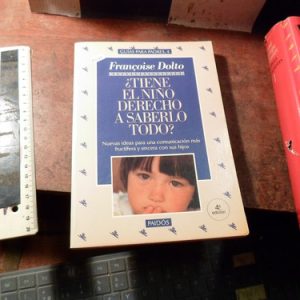 GUÍAS PARA PADRES
Françoise Dolto
¿TIENE
EL NIÑO
DERECHO
A SABERLO
TODO?
Nuevas ideas para una comunicación más
fructífera y sincera con sus hijos
4ª
edición
PAIDÓS